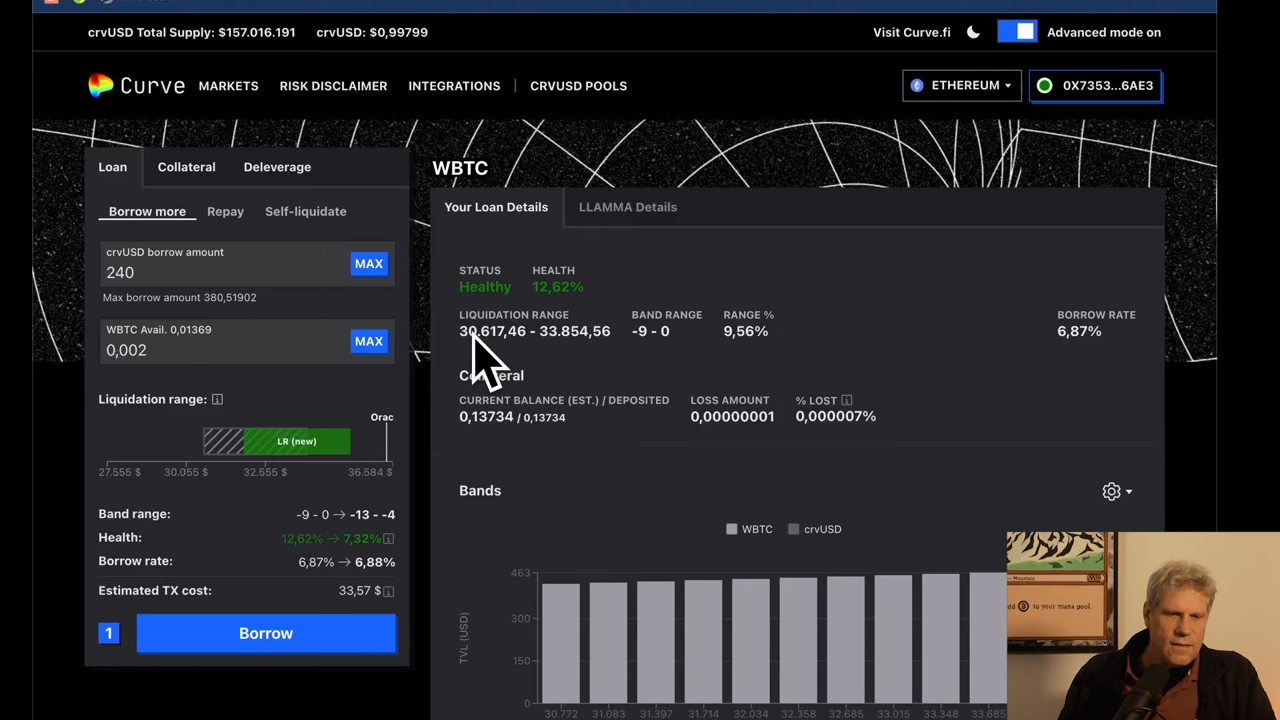 crvUSD Total Supply: $157.016.191 crvUSD: $0,99799 Visit Curve.fi Advanced mode on
Curve MARKETS RISK DISCLAIMER INTEGRATIONS CRVUSD POOLS ETHEREUM 0X7353...6AE3
Loan Collateral Deleverage
Borrow more Repay Self-liquidate
crvUSD borrow amount
240
MAX
Max borrow amount 380,51902
WBTC Avail. 0,01369
0,002
MAX
Liquidation range:
Orac
LR (new)
27.555 $ 30.055 $ 32.555 $ 36.584 $
Band range: -9 - 0 → -13 - -4
Health: 12,62% → 7,32%
Borrow rate: 6,87% → 6,88%
Estimated TX cost: 33,57 $
1 Borrow
WBTC
Your Loan Details LLAMMA Details
STATUS HEALTH
Healthy 12,62%
LIQUIDATION RANGE BAND RANGE RANGE % BORROW RATE
30.617,46 - 33.854,56 -9 - 0 9,56% 6,87%
CURRENT BALANCE (EST.) / DEPOSITED LOSS AMOUNT % LOST
0,13734 / 0,13734 0,00000001 0,000007%
Bands
WBTC crvUSD
TVL (USD)
463
300
150
0
30.772 31.083 31.397 31.714 32.034 32.358 32.685 33.015 33.348 33.685
Mountain
to your mana pool.